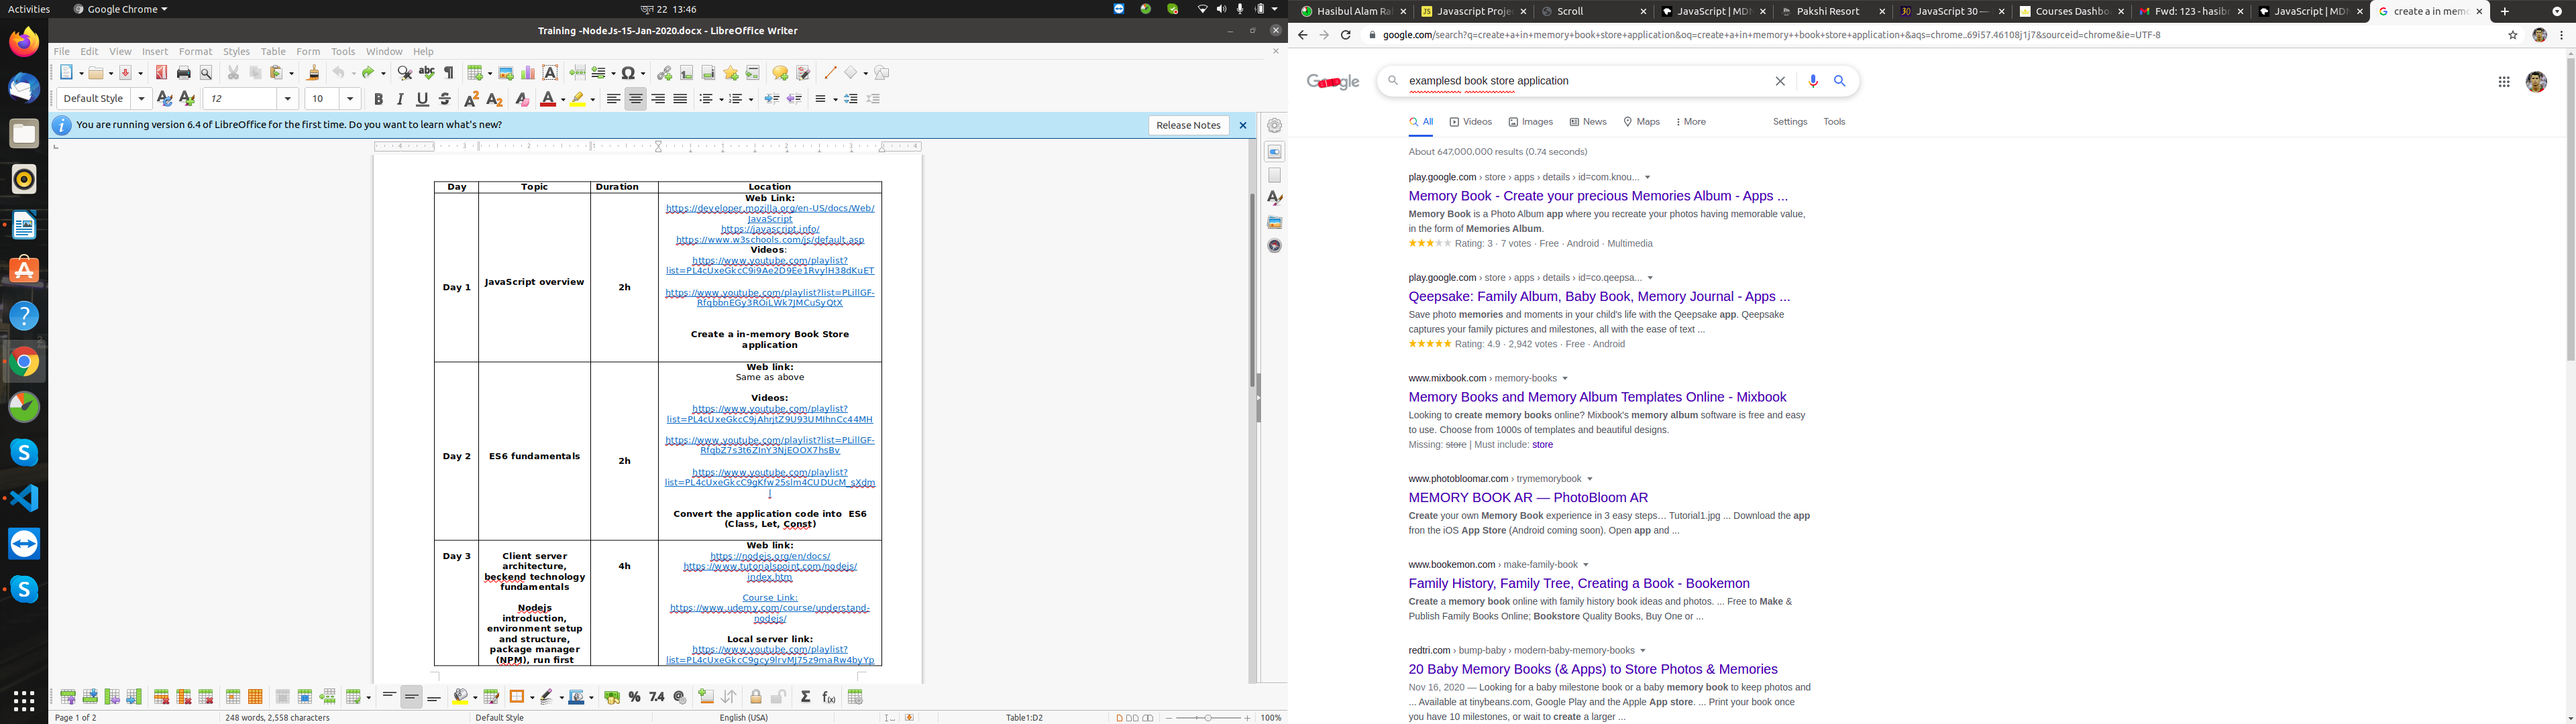 Activities
Google Chrome
जून 22 13:46
Training -NodeJs-15-Jan-2020.docx - LibreOffice Writer
File Edit View Insert Format Styles Table Form Tools Window Help
Default Style
12
10
You are running version 6.4 of LibreOffice for the first time. Do you want to learn what's new?
Release Notes
Day Topic Duration Location
Day 1
JavaScript overview
2h
Web Link:
https://developer.mozilla.org/en-US/docs/Web/
JavaScript
https://javascript.info/
https://www.w3schools.com/js/default.asp
Videos:
https://www.youtube.com/playlist?
list=PL4cUxeGkcC9i9Ae2D9Ee1RvylH38dKuET
https://www.youtube.com/playlist?list=PLillGF-
RfqbbnEGy3ROiLWk7JMCuSyQtX
Create a in-memory Book Store
application
Day 2
ES6 fundamentals
2h
Web link:
Same as above
Videos:
https://www.youtube.com/playlist?
list=PL4cUxeGkcC9jAhrjtZ9U93UMIhnCc44MH
https://www.youtube.com/playlist?list=PLillGF-
RfqbZ7s3t6ZInY3NjEOOX7hsBv
https://www.youtube.com/playlist?
list=PL4cUxeGkcC9gKfw25slm4CUDUcM_sXdm
l
Convert the application code into ES6
(Class, Let, Const)
Day 3
Client server
architecture,
beckend technology
fundamentals
Nodejs
introduction,
environment setup
and structure,
package manager
(NPM), run first
4h
Web link:
https://nodejs.org/en/docs/
https://www.tutorialspoint.com/nodejs/
index.htm
Course Link:
https://www.udemy.com/course/understand-
nodejs/
Local server link:
https://www.youtube.com/playlist?
list=PL4cUxeGkcC9gcy9lrvMJ75z9maRw4byYp
Page 1 of 2
248 words, 2,558 characters
Default Style
English (USA)
Table1:D2
100%
Hasibul Alam Ra
Javascript Proje
Scroll
JavaScript | MDN
Pakshi Resort
JavaScript 30 —
Courses Dashbo
Fwd: 123 - hasib
JavaScript | MDN
create a in mem
google.com/search?q=create+a+in+memory+book+store+application&oq=create+a+in+memory++book+store+application+&aqs=chrome..69i57.46108j1j7&sourceid=chrome&ie=UTF-8
Google
examplesd book store application
All Videos Images News Maps More Settings Tools
About 647,000,000 results (0.74 seconds)
play.google.com › store › apps › details › id=com.knou...
Memory Book - Create your precious Memories Album - Apps ...
Memory Book is a Photo Album app where you recreate your photos having memorable value,
in the form of Memories Album.
Rating: 3 · 7 votes · Free · Android · Multimedia
play.google.com › store › apps › details › id=co.qeepsa...
Qeepsake: Family Album, Baby Book, Memory Journal - Apps ...
Save photo memories and moments in your child's life with the Qeepsake app. Qeepsake
captures your family pictures and milestones, all with the ease of text ...
Rating: 4.9 · 2,942 votes · Free · Android
www.mixbook.com › memory-books
Memory Books and Memory Album Templates Online - Mixbook
Looking to create memory books online? Mixbook's memory album software is free and easy
to use. Choose from 1000s of templates and beautiful designs.
Missing: store | Must include: store
www.photobloomar.com › trymemorybook
MEMORY BOOK AR — PhotoBloom AR
Create your own Memory Book experience in 3 easy steps… Tutorial1.jpg ... Download the app
fron the iOS App Store (Android coming soon). Open app and ...
www.bookemon.com › make-family-book
Family History, Family Tree, Creating a Book - Bookemon
Create a memory book online with family history book ideas and photos. ... Free to Make &
Publish Family Books Online; Bookstore Quality Books, Buy One or ...
redtri.com › bump-baby › modern-baby-memory-books
20 Baby Memory Books (& Apps) to Store Photos & Memories
Nov 16, 2020 — Looking for a baby milestone book or a baby memory book to keep photos and
... Available at tinybeans.com, Google Play and the Apple App store. ... Print your book once
you have 10 milestones, or wait to create a larger ...